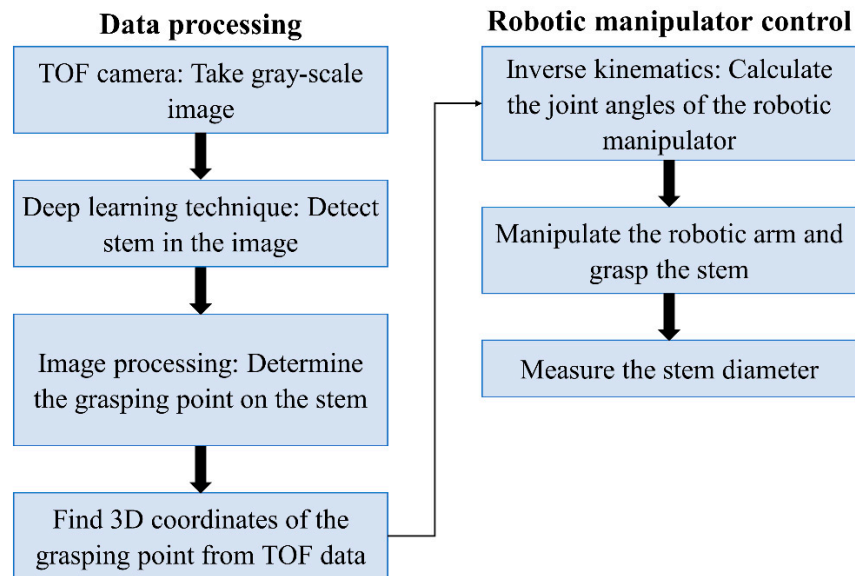 Data processing
TOF camera: Take gray-scale
image
Deep learning technique: Detect
stem in the image
Image processing: Determine
the grasping point on the stem
Find 3D coordinates of the
grasping point from TOF data
Robotic manipulator control
Inverse kinematics: Calculate
the joint angles of the robotic
manipulator
Manipulate the robotic arm and
grasp the stem
Measure the stem diameter